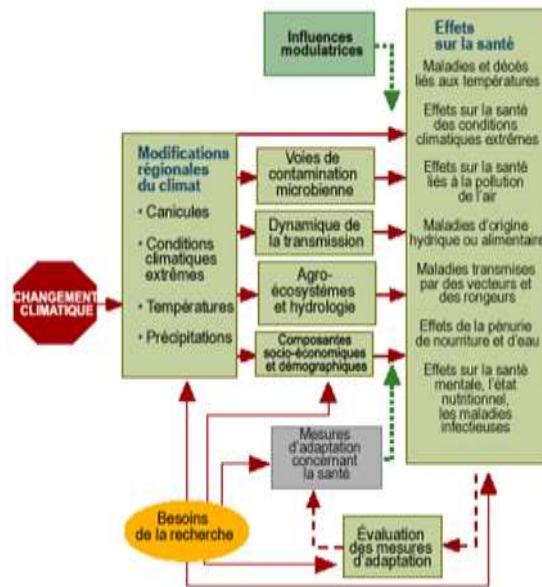 Influences
modulatrices
Effets
sur la santé
Maladies et décès
liés aux températures
Effets sur la santé
des conditions
climatiques extrêmes
Effets sur la santé
liés à la pollution
de l'air
Maladies d'origine
hydrique ou alimentaire
Maladies transmises
par des vecteurs et
des rongeurs
Effets de la pénurie
de nourriture et d'eau
Effets sur la santé
mentale, l'état
nutritionnel,
les maladies
infectieuses
Modifications
régionales
du climat
• Canicules
• Conditions
climatiques
extrêmes
• Températures
• Précipitations
Voies de
contamination
microbienne
Dynamique de
la transmission
Agro-
écosystèmes
et hydrologie
Composantes
socio-économiques
et démographiques
CHANGEMENT
CLIMATIQUE
Mesures
d'adaptation
concernant
la santé
Besoins
de la recherche
Évaluation
des mesures
d'adaptation